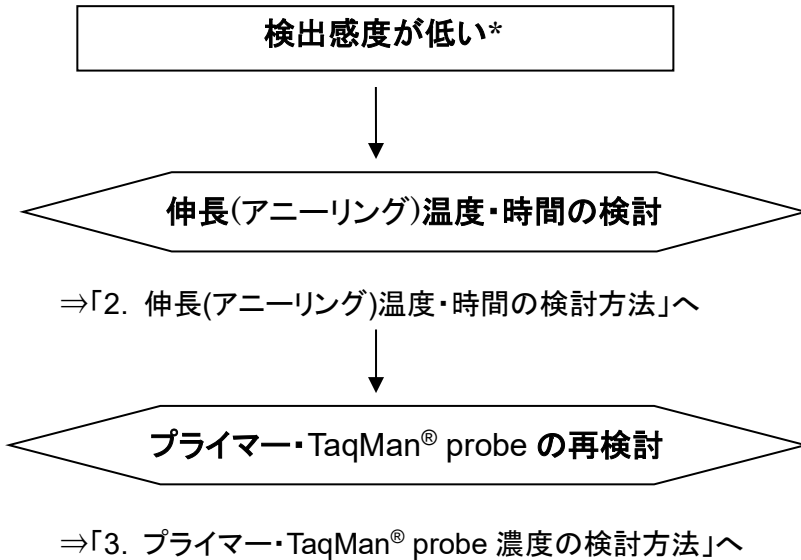 検出感度が低い*
伸長(アニーリング)温度・時間の検討
⇒「2. 伸長(アニーリング)温度・時間の検討方法」へ
プライマー・TaqMan® probe の再検討
⇒「3. プライマー・TaqMan® probe 濃度の検討方法」へ